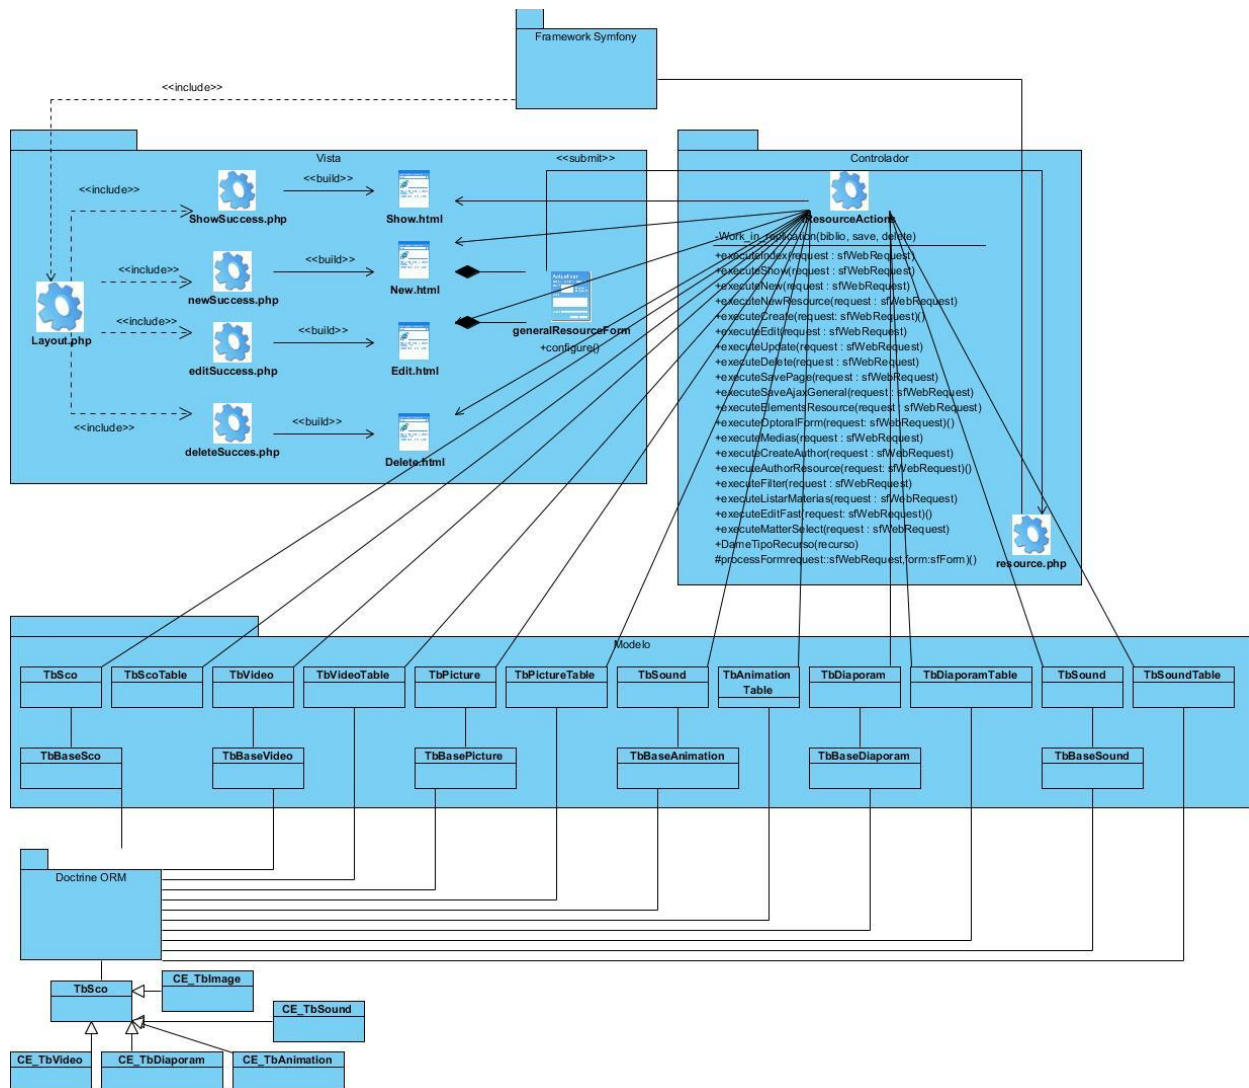 Framework Symfony
<<include>>
Vista
<<submit>>
Controlador
<<include>>
<<build>>
ShowSuccess.php
Show.html
<<include>>
<<build>>
newSuccess.php
New.html
<<include>>
<<build>>
Layout.php
editSuccess.php
Edit.html
generalResourceForm
+configure()
<<include>>
<<build>>
deleteSucces.php
Delete.html
ResourceActions
-Work_in_replication(biblio, save, delete)
+executeIndex(request : sfWebRequest)
+executeShow(request : sfWebRequest)
+executeNew(request : sfWebRequest)
+executeNewResource(request : sfWebRequest)
+executeCreate(request: sfWebRequest)()
+executeEdit(request : sfWebRequest)
+executeUpdate(request : sfWebRequest)
+executeDelete(request : sfWebRequest)
+executeSavePage(request : sfWebRequest)
+executeSaveAjaxGeneral(request : sfWebRequest)
+executeElementsResource(request : sfWebRequest)
+executeOptoralForm(request: sfWebRequest)()
+executeMedias(request : sfWebRequest)
+executeCreateAuthor(request : sfWebRequest)
+executeAuthorResource(request: sfWebRequest)()
+executeFilter(request : sfWebRequest)
+executeListarMaterias(request : sfWebRequest)
+executeEditFast(request: sfWebRequest)()
+executeMatterSelect(request : sfWebRequest)
+DameTipoRecurso(recurso)
#processFormrequest::sfWebRequest,form:sfForm)()
resource.php
Modelo
TbSco
TbScoTable
TbVideo
TbVideoTable
TbPicture
TbPictureTable
TbSound
TbAnimation
Table
TbDiaporam
TbDiaporamTable
TbSound
TbSoundTable
TbBaseSco
TbBaseVideo
TbBasePicture
TbBaseAnimation
TbBaseDiaporam
TbBaseSound
Doctrine ORM
TbSco
CE_TbImage
CE_TbSound
CE_TbVideo
CE_TbDiaporam
CE_TbAnimation